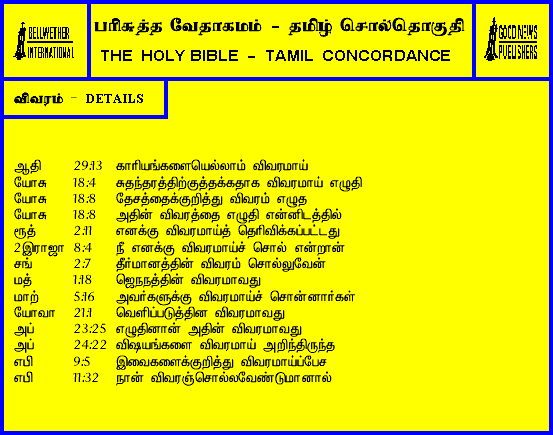 BELLWETHER
INTERNATIONAL
பரிசுத்த வேதாகமம் - தமிழ் சொல்தொகுதி
THE HOLY BIBLE - TAMIL CONCORDANCE
GOOD NEWS
PUBLISHERS
விவரம் - DETAILS
ஆதி 29:13 காரியங்களையெல்லாம் விவரமாய்
யோசு 18:4 சுதந்தரத்திற்குத்தக்கதாக விவரமாய் எழுதி
யோசு 18:8 தேசத்தைக்குறித்து விவரம் எழுத
யோசு 18:8 அதின் விவரத்தை எழுதி என்னிடத்தில்
ரூத் 2:11 எனக்கு விவரமாய்த் தெரிவிக்கப்பட்டது
2இராஜா 8:4 நீ எனக்கு விவரமாய்ச் சொல் என்றான்
சங் 2:7 தீர்மானத்தின் விவரம் சொல்லுவேன்
மத் 1:18 ஜெநநத்தின் விவரமாவது
மாற் 5:16 அவர்களுக்கு விவரமாய்ச் சொன்னார்கள்
யோவா 21:1 வெளிப்படுத்தின விவரமாவது
அப் 23:25 எழுதினான் அதின் விவரமாவது
அப் 24:22 விஷயங்களை விவரமாய் அறிந்திருந்த
எபி 9:5 இவைகளைக்குறித்து விவரமாய்ப்பேச
எபி 11:32 நான் விவரஞ்சொல்லவேண்டுமானால்